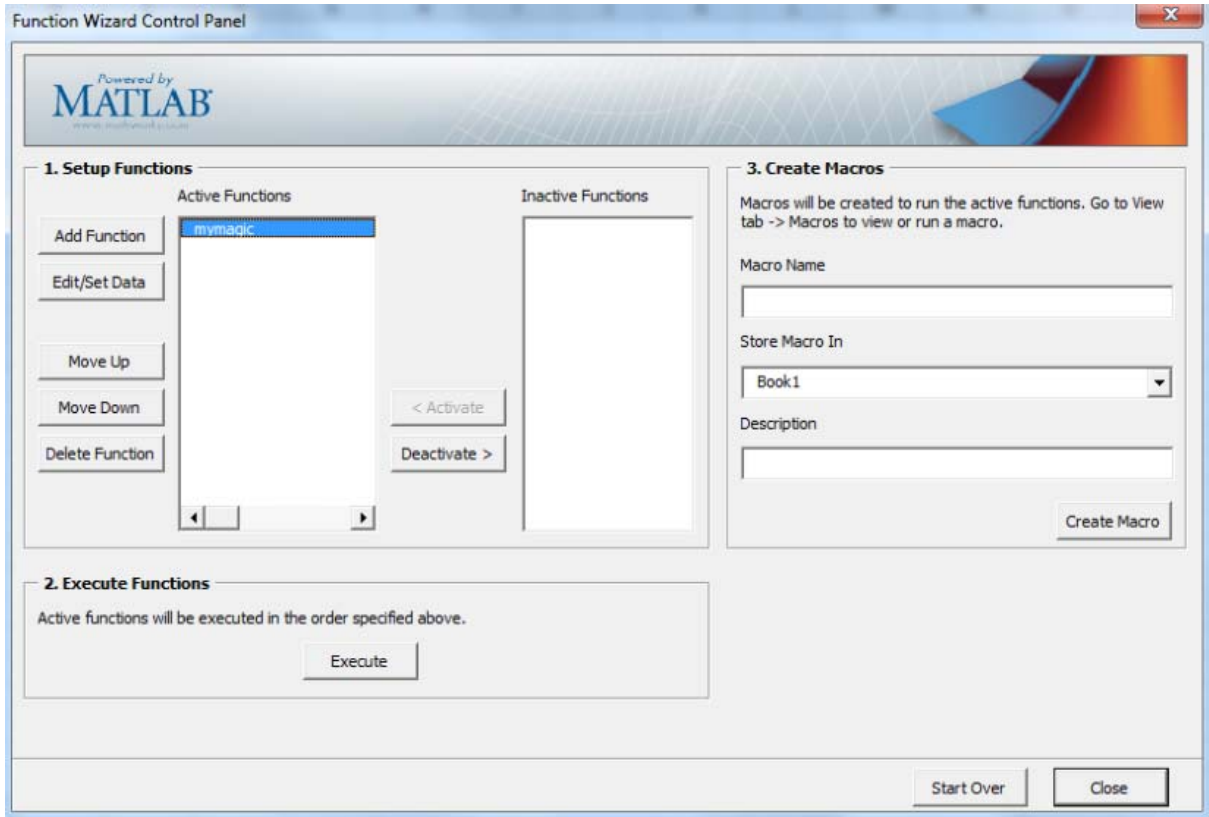 Function Wizard Control Panel
X
Powered by
MATLAB
1. Setup Functions
Active Functions
Inactive Functions
Add Function
mymagic
Edit/Set Data
Move Up
Move Down
< Activate
Delete Function
Deactivate >
3. Create Macros
Macros will be created to run the active functions. Go to View
tab -> Macros to view or run a macro.
Macro Name
Store Macro In
Book1
Description
Create Macro
2. Execute Functions
Active functions will be executed in the order specified above.
Execute
Start Over
Close